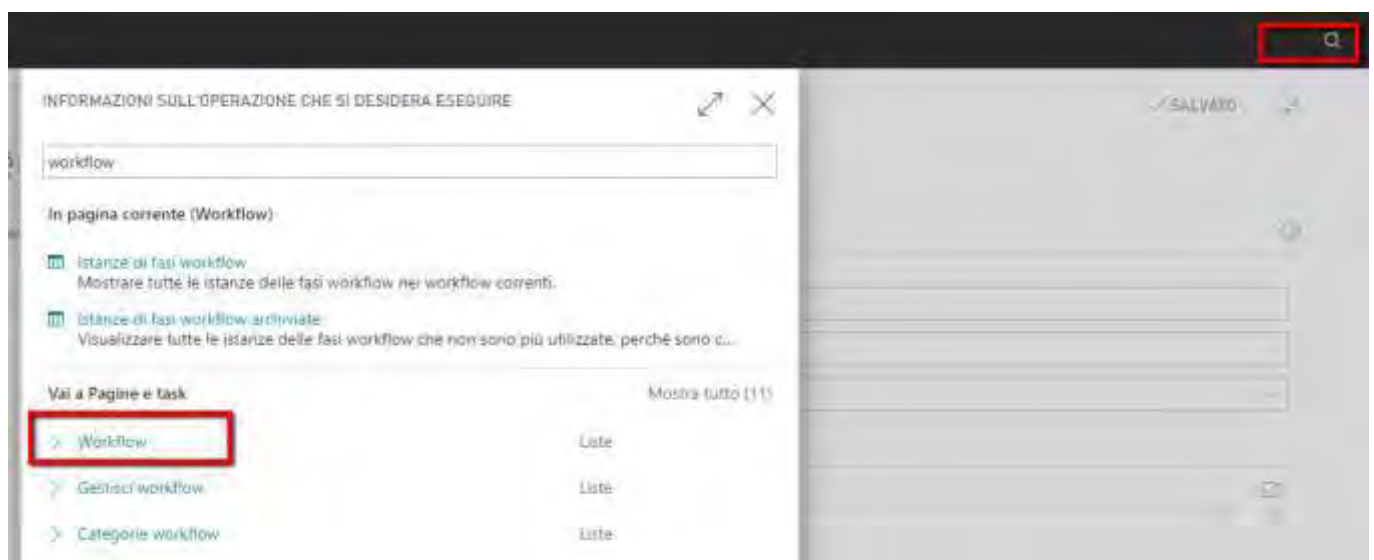 INFORMAZIONI SULL'OPERAZIONE CHE SI DESIDERA ESEGUIRE
✓ SALVATO
workflow
In pagina corrente (Workflow)
Istanze di fasi workflow
Mostrare tutte le istanze delle fasi workflow nei workflow correnti.
Istanze di fasi workflow archiviate
Visualizzare tutte le istanze delle fasi workflow che non sono più utilizzate, perché sono c...
Vai a Pagine e task Mostra tutto (11)
Workflow Liste
Gestisci workflow Liste
Categorie workflow Liste